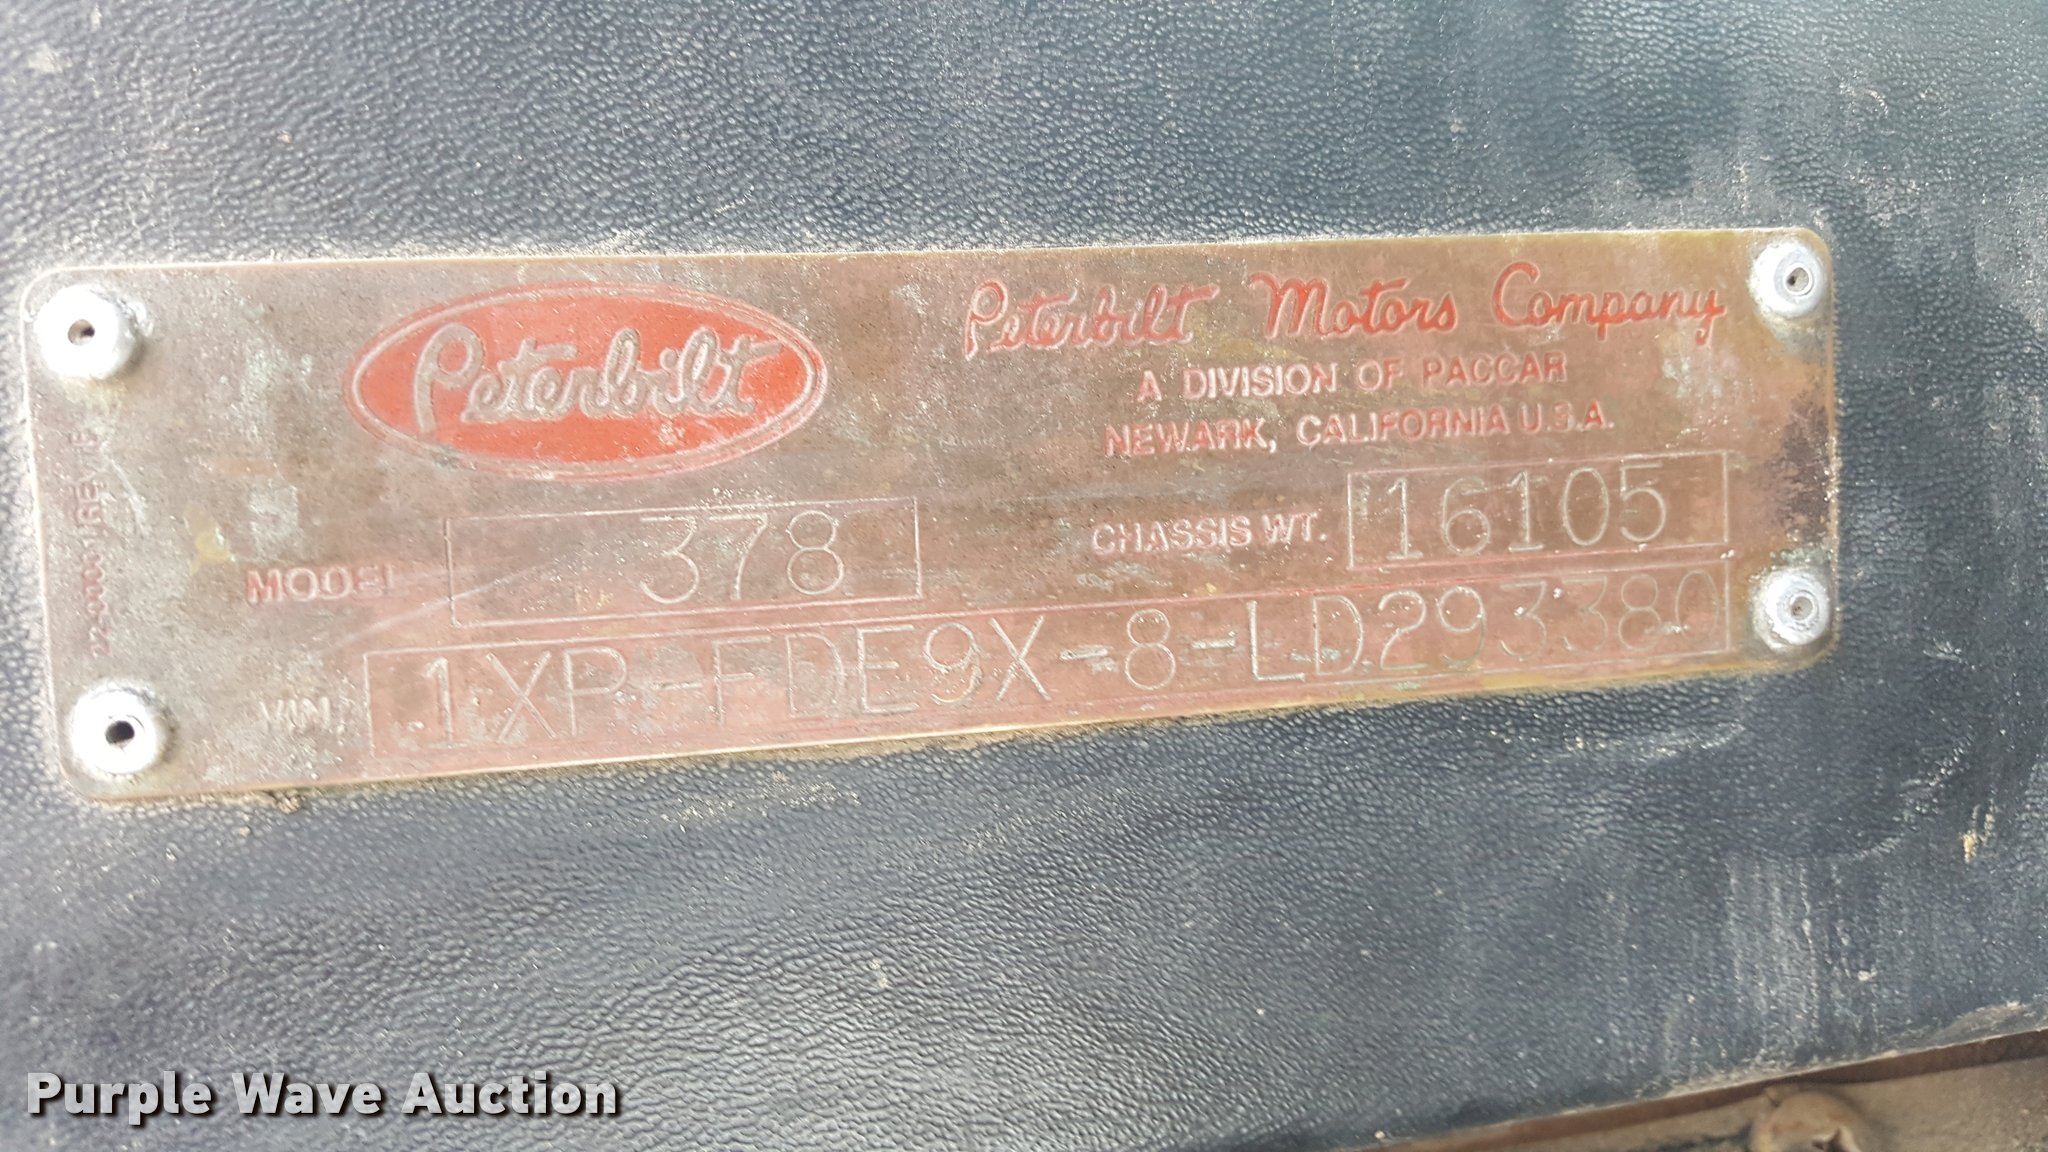 Peterbilt
Peterbilt Motors Company
A DIVISION OF PACCAR
NEWARK, CALIFORNIA U.S.A.
MODEL 378
CHASSIS WT. 16105
1XP-FDE9X-8-LD293380
Purple Wave Auction